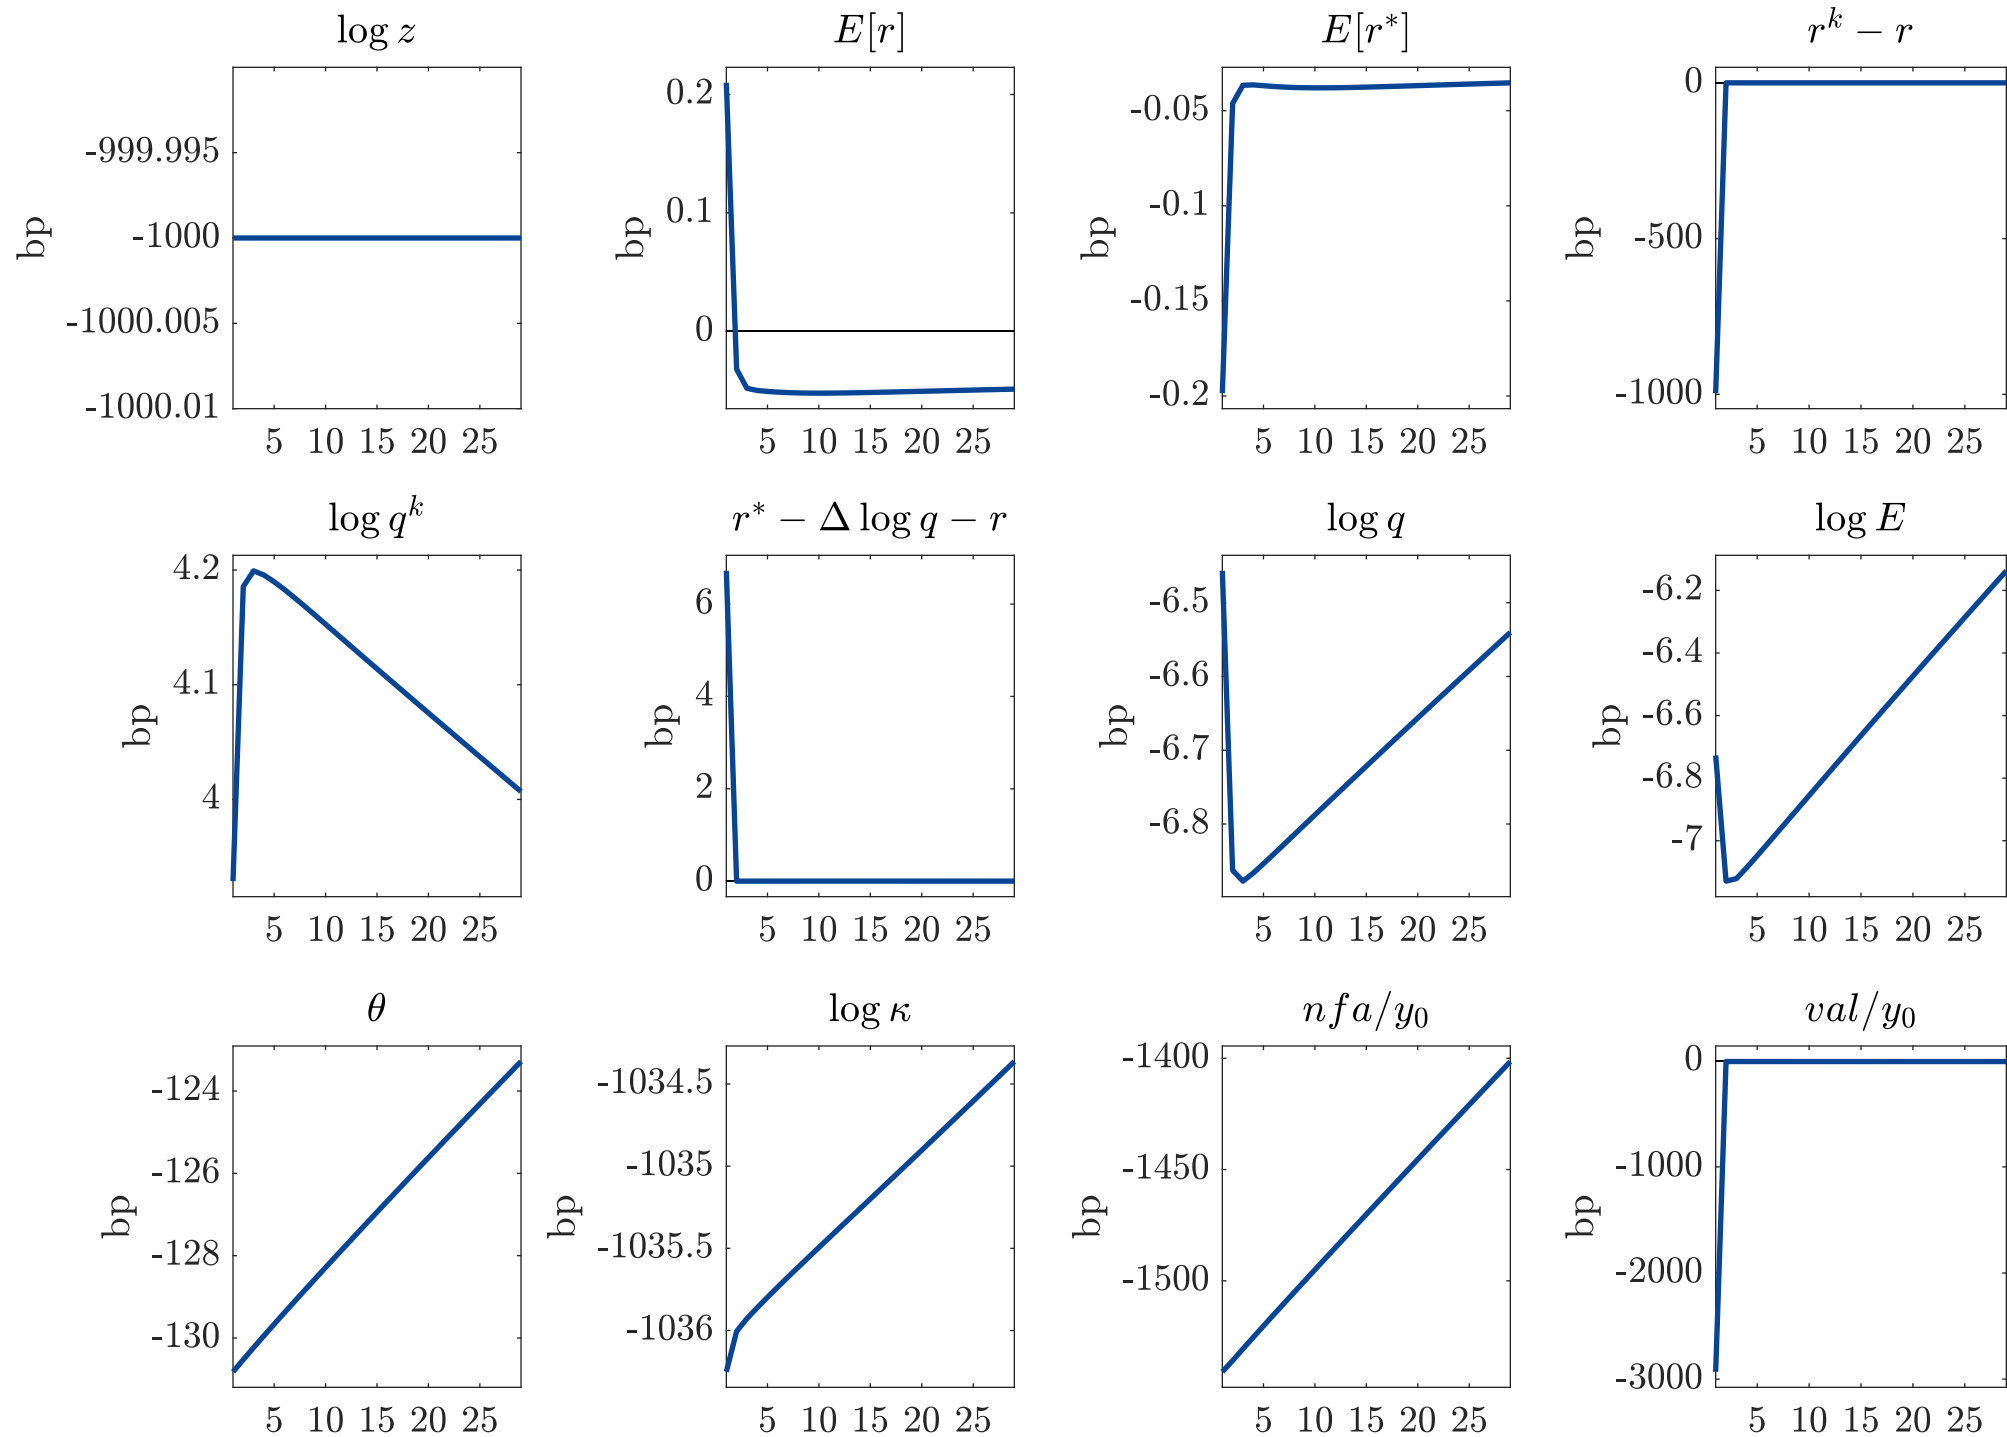 log z
E[r]
E[r*]
r^k − r
bp
-999.995
-1000
-1000.005
-1000.01
5 10 15 20 25
bp
0.2
0.1
0
5 10 15 20 25
bp
-0.05
-0.1
-0.15
-0.2
5 10 15 20 25
bp
0
-500
-1000
5 10 15 20 25
log q^k
r* − Δ log q − r
log q
log E
bp
4.2
4.1
4
5 10 15 20 25
bp
6
4
2
0
5 10 15 20 25
bp
-6.5
-6.6
-6.7
-6.8
5 10 15 20 25
bp
-6.2
-6.4
-6.6
-6.8
-7
5 10 15 20 25
θ
log κ
nfa/y₀
val/y₀
bp
-124
-126
-128
-130
5 10 15 20 25
bp
-1034.5
-1035
-1035.5
-1036
5 10 15 20 25
bp
-1400
-1450
-1500
5 10 15 20 25
bp
0
-1000
-2000
-3000
5 10 15 20 25